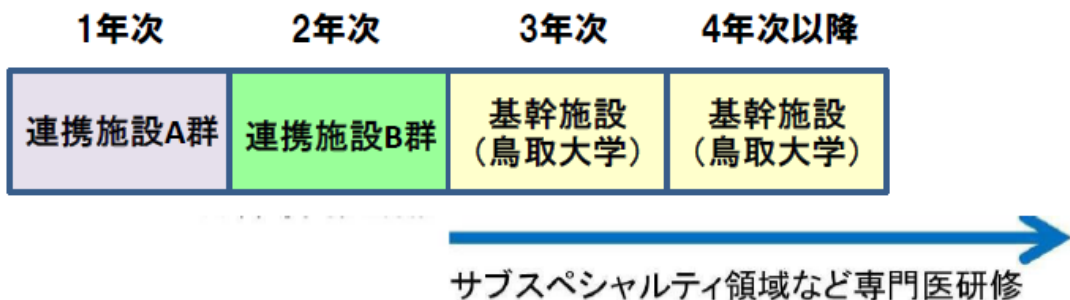 1年次 2年次 3年次 4年次以降
連携施設A群 連携施設B群 基幹施設 基幹施設
(鳥取大学) (鳥取大学)
サブスペシャルティ領域など専門医研修